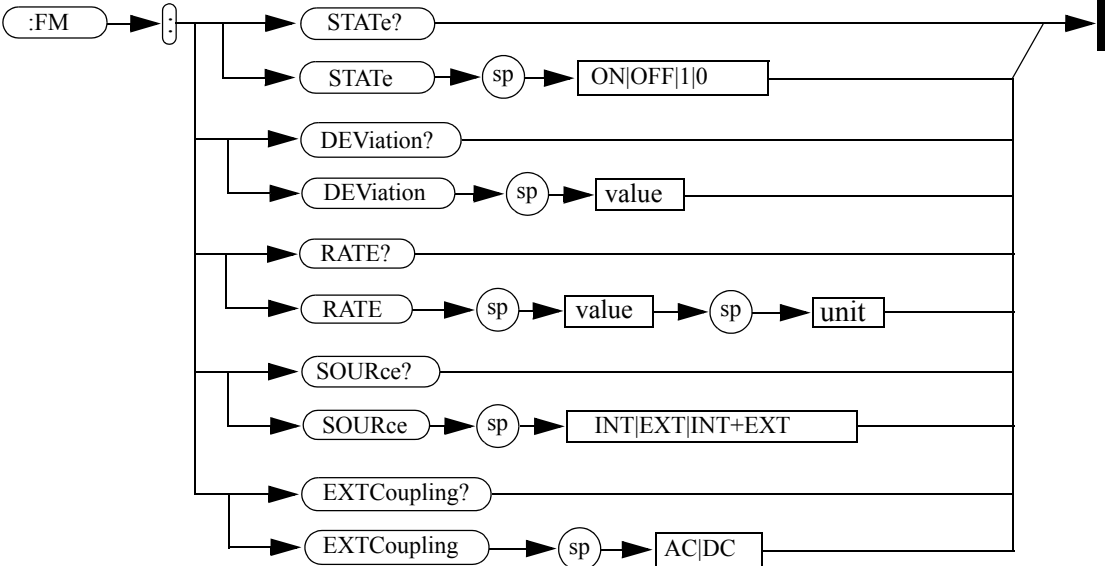 :FM : STATe?
STATe sp ON|OFF|1|0
DEViation?
DEViation sp value
RATE?
RATE sp value sp unit
SOURce?
SOURce sp INT|EXT|INT+EXT
EXTCoupling?
EXTCoupling sp AC|DC